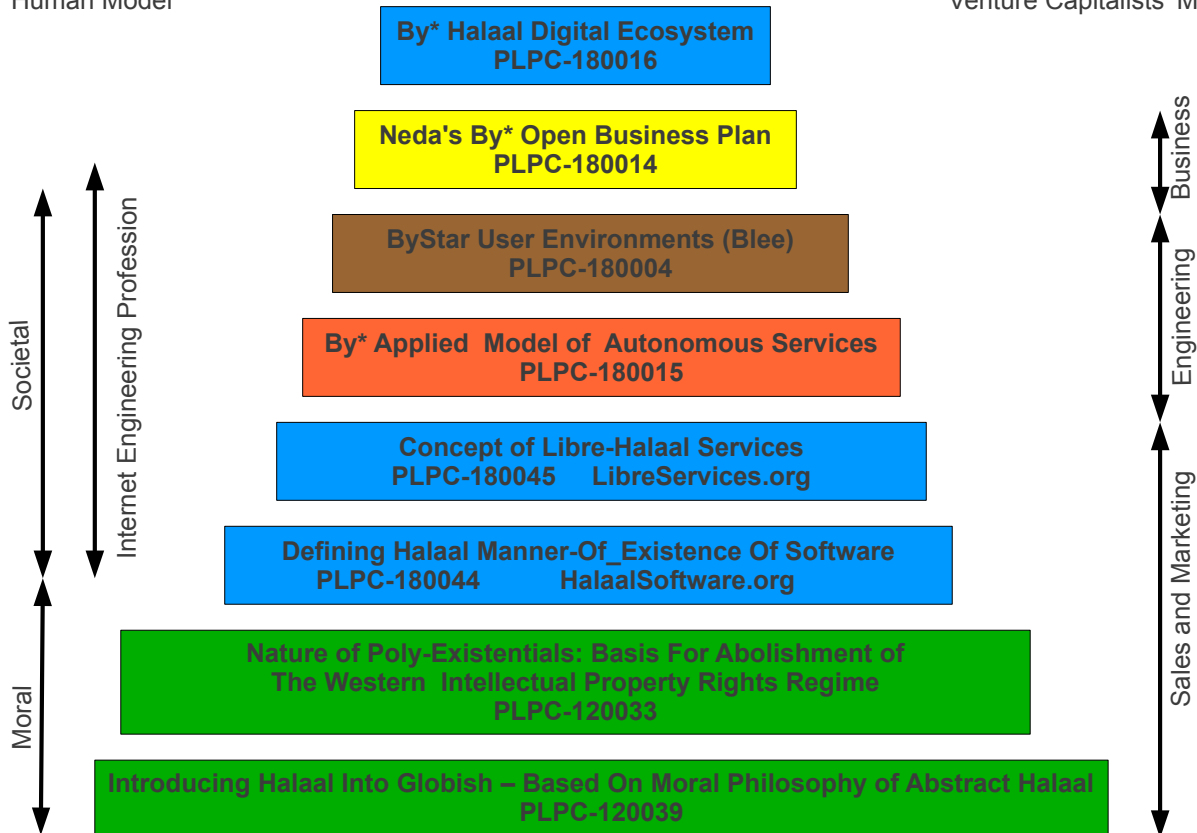 Human Model
Venture Capitalists' M
By* Halaal Digital Ecosystem
PLPC-180016
Neda's By* Open Business Plan
PLPC-180014
ByStar User Environments (Blee)
PLPC-180004
By* Applied Model of Autonomous Services
PLPC-180015
Concept of Libre-Halaal Services
PLPC-180045 LibreServices.org
Defining Halaal Manner-Of_Existence Of Software
PLPC-180044 HalaalSoftware.org
Nature of Poly-Existentials: Basis For Abolishment of
The Western Intellectual Property Rights Regime
PLPC-120033
Introducing Halaal Into Globish – Based On Moral Philosophy of Abstract Halaal
PLPC-120039
Societal
Moral
Internet Engineering Profession
Business
Engineering
Sales and Marketing